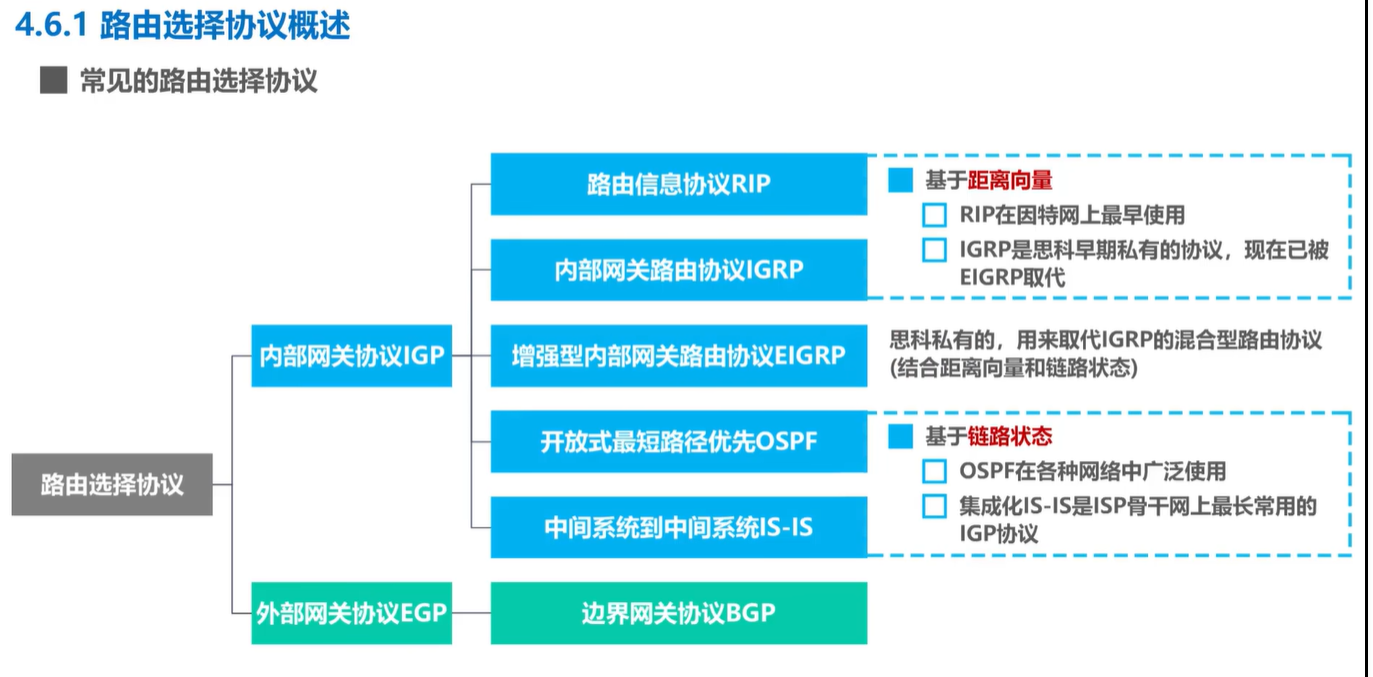 4.6.1 路由选择协议概述
常见的路由选择协议
路由信息协议RIP
基于距离向量
RIP在因特网上最早使用
IGRP是思科早期私有的协议，现在已被
EIGRP取代
内部网关路由协议IGRP
内部网关协议IGP
增强型内部网关路由协议EIGRP
思科私有的，用来取代IGRP的混合型路由协议
(结合距离向量和链路状态)
开放式最短路径优先OSPF
基于链路状态
OSPF在各种网络中广泛使用
集成化IS-IS是ISP骨干网上最长常用的
IGP协议
路由选择协议
中间系统到中间系统IS-IS
外部网关协议EGP
边界网关协议BGP